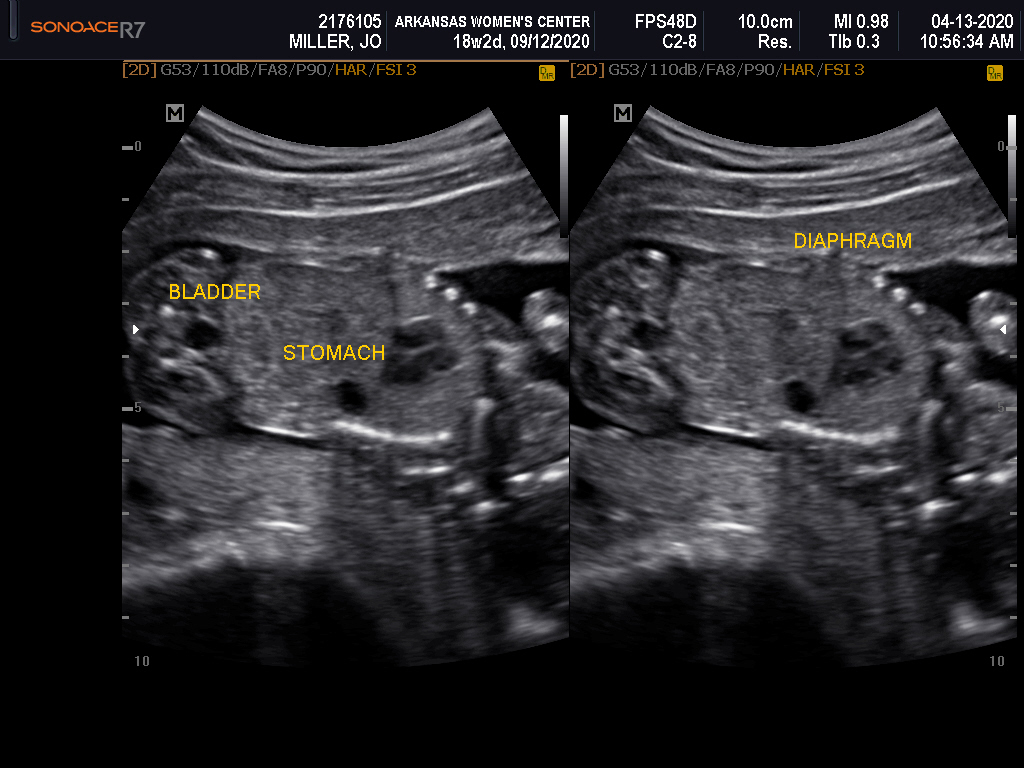 SONOACE R7
2176105
MILLER, JO
ARKANSAS WOMEN'S CENTER
18w2d, 09/12/2020
FPS48D
C2-8
10.0cm
Res.
MI 0.98
TIb 0.3
04-13-2020
10:56:34 AM
[2D] G53/110dB/FA8/P90/HAR/FSI 3
[2D] G53/110dB/FA8/P90/HAR/FSI 3
M
M
0
0
DIAPHRAGM
BLADDER
STOMACH
5
5
10
10